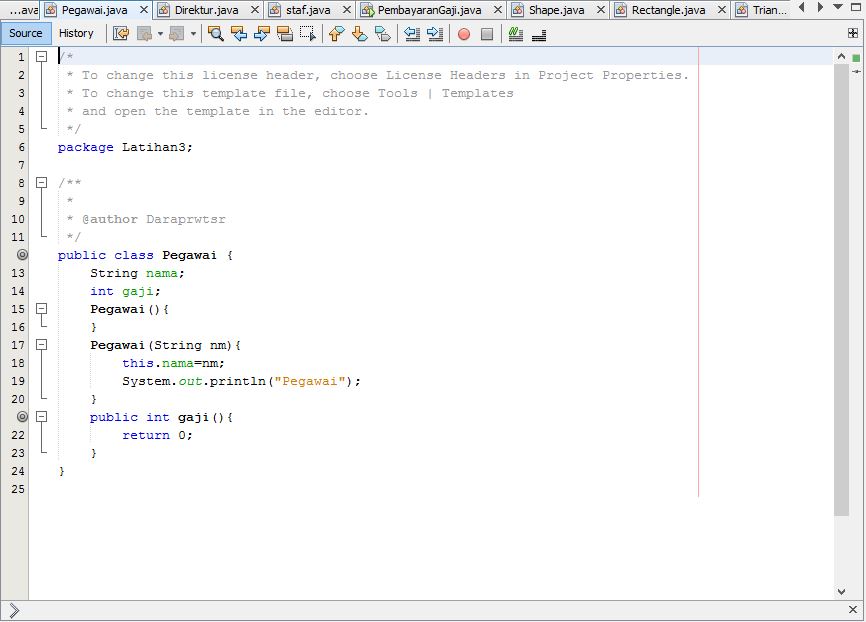 ...ava Pegawai.java Direktur.java staf.java PembayaranGaji.java Shape.java Rectangle.java Trian...
Source History
1 /*
2 * To change this license header, choose License Headers in Project Properties.
3 * To change this template file, choose Tools | Templates
4 * and open the template in the editor.
5 */
6 package Latihan3;
7
8 /**
9 *
10 * @author Daraprwtsr
11 */
public class Pegawai {
13 String nama;
14 int gaji;
15 Pegawai(){
16 }
17 Pegawai(String nm){
18 this.nama=nm;
19 System.out.println("Pegawai");
20 }
public int gaji(){
22 return 0;
23 }
24 }
25